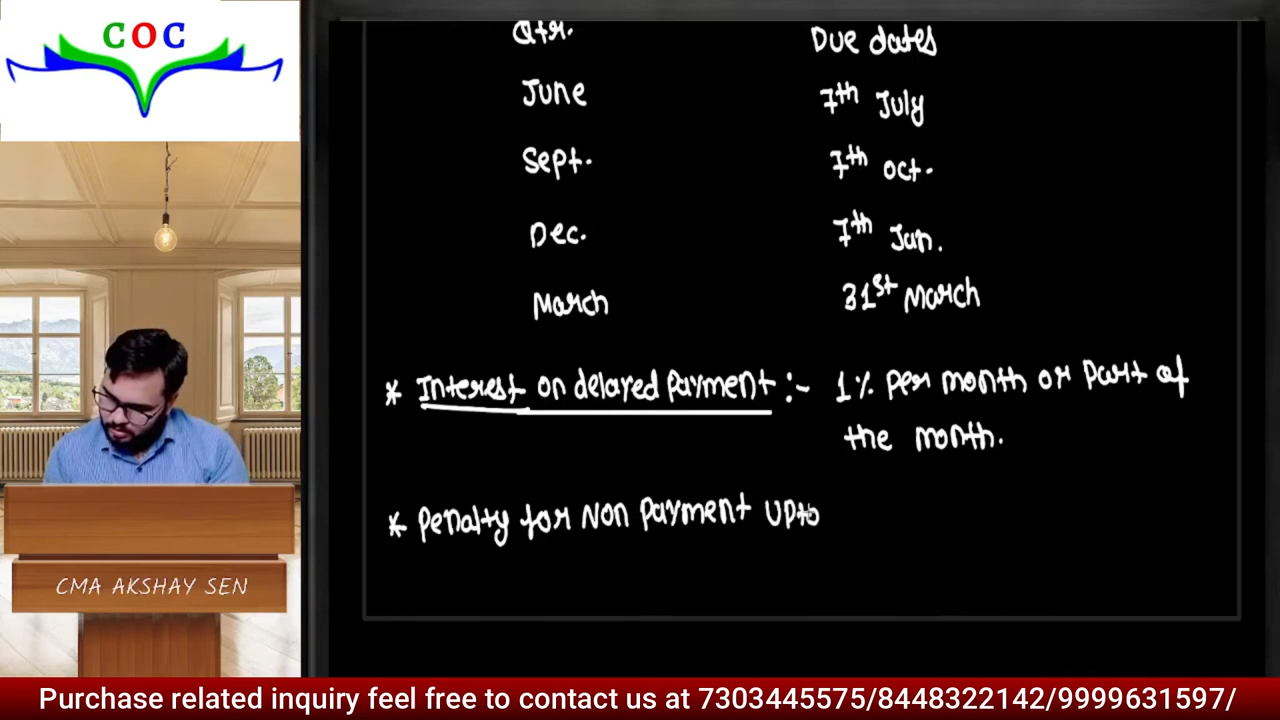 COC
Qtr. Due dates
June 7th July
Sept. 7th Oct.
Dec. 7th Jan.
March 31st March
* Interest on delayed Payment :- 1% per month or part of
the month.
* Penalty for Non Payment upto
CMA AKSHAY SEN
Purchase related inquiry feel free to contact us at 7303445575/8448322142/9999631597/